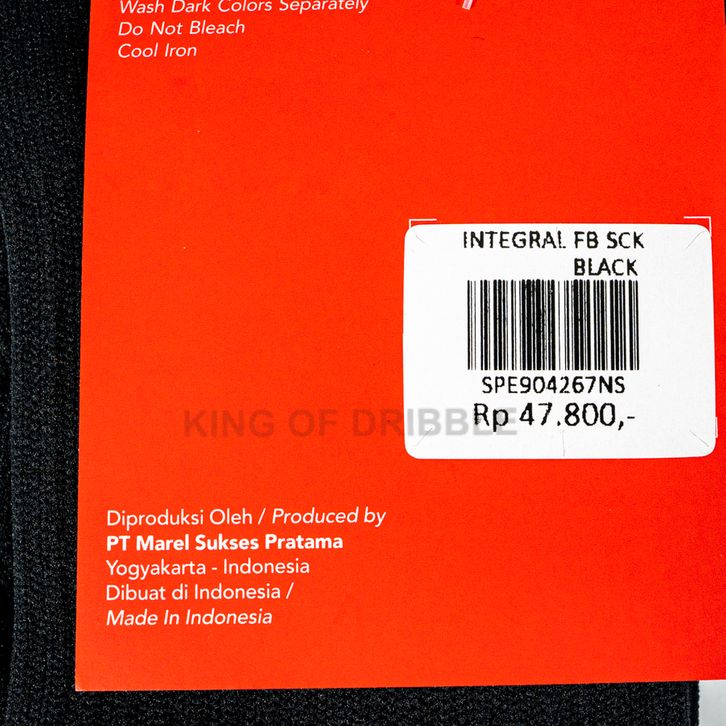 Wash Dark Colors Separately
Do Not Bleach
Cool Iron
INTEGRAL FB SCK
BLACK
SPE904267NS
Rp 47.800,-
KING OF DRIBBLE
Diproduksi Oleh / Produced by
PT Marel Sukses Pratama
Yogyakarta - Indonesia
Dibuat di Indonesia /
Made In Indonesia